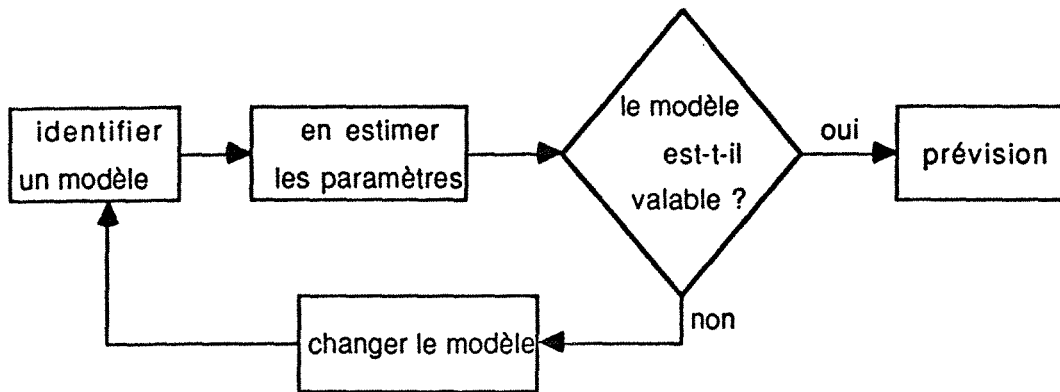 identifier
un modèle
en estimer
les paramètres
le modèle
est-t-il
valable ?
oui
prévision
non
changer le modèle